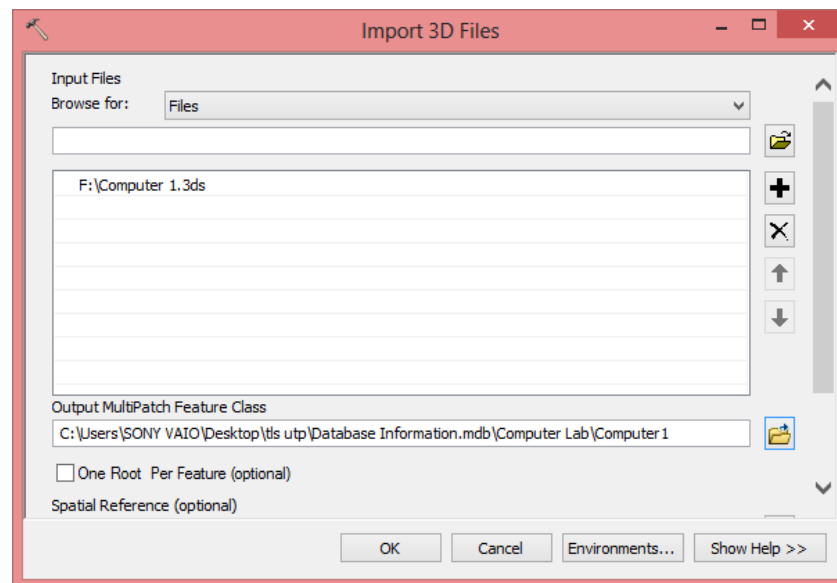 Import 3D Files
Input Files
Browse for:
Files
F:\Computer 1.3ds
Output MultiPatch Feature Class
C:\Users\SONY VAIO\Desktop\tls utp\Database Information.mdb\Computer Lab\Computer1
One Root Per Feature (optional)
Spatial Reference (optional)
OK
Cancel
Environments...
Show Help >>